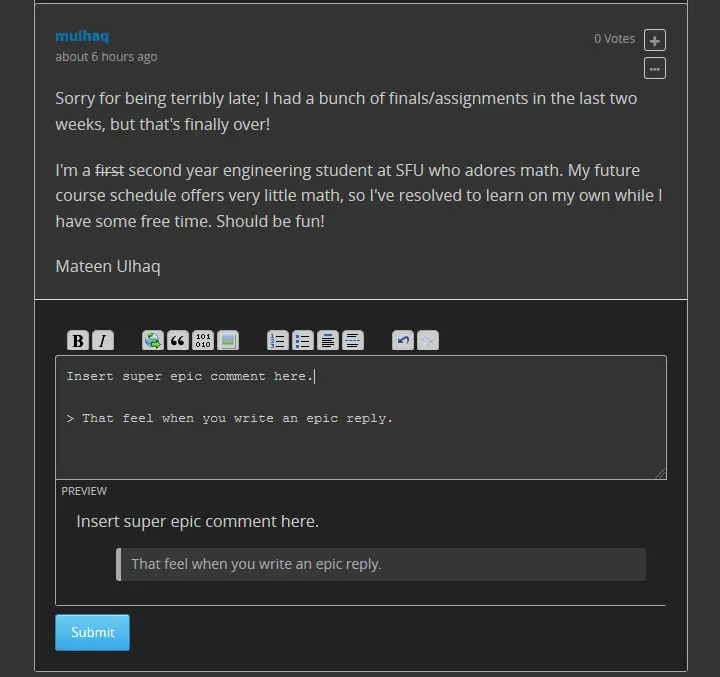 mulhaq
0 Votes
about 6 hours ago
Sorry for being terribly late; I had a bunch of finals/assignments in the last two
weeks, but that's finally over!
I'm a first second year engineering student at SFU who adores math. My future
course schedule offers very little math, so I've resolved to learn on my own while I
have some free time. Should be fun!
Mateen Ulhaq
B I “ 101 010
Insert super epic comment here.
> That feel when you write an epic reply.
PREVIEW
Insert super epic comment here.
That feel when you write an epic reply.
Submit